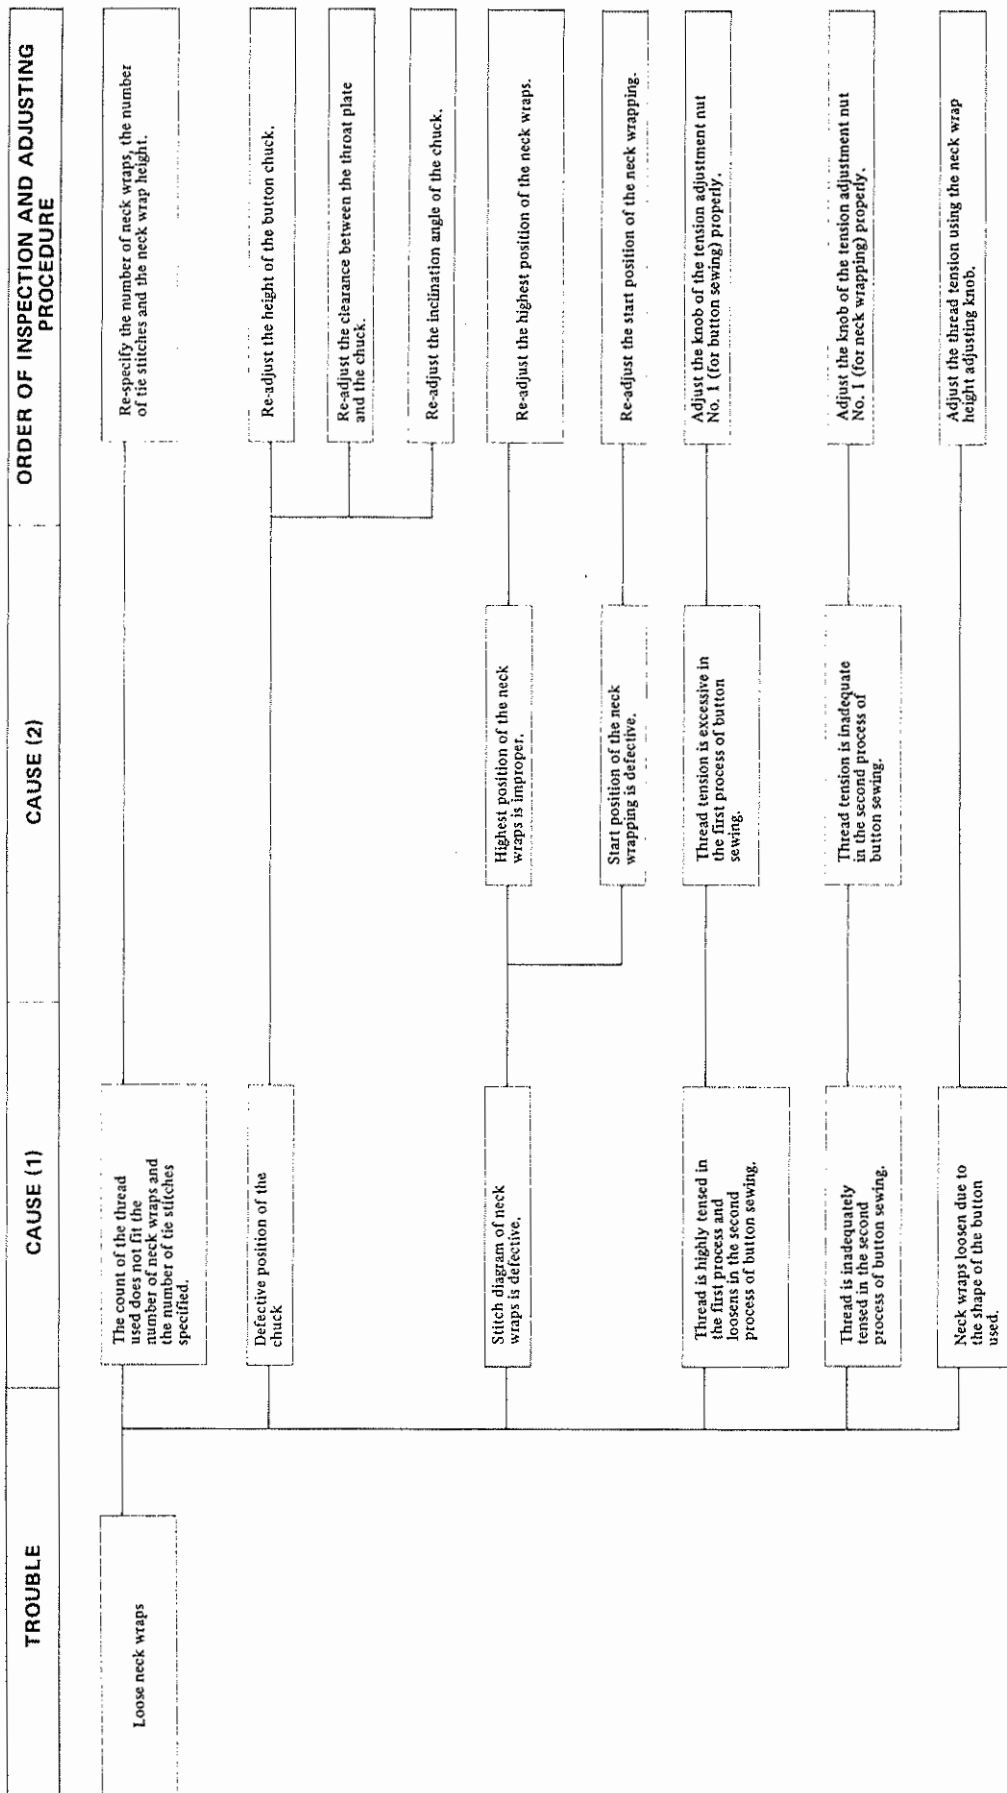 TROUBLE
CAUSE (1)
CAUSE (2)
ORDER OF INSPECTION AND ADJUSTING
PROCEDURE
Loose neck wraps
The count of the thread
used does not fit the
number of neck wraps and
the number of tie stitches
specified.
Re-specify the number of neck wraps, the number
of tie stitches and the neck wrap height.
Defective position of the
chuck
Re-adjust the height of the button chuck.
Re-adjust the clearance between the throat plate
and the chuck.
Re-adjust the inclination angle of the chuck.
Stitch diagram of neck
wraps is defective.
Highest position of the neck
wraps is improper.
Re-adjust the highest position of the neck wraps.
Start position of the neck
wrapping is defective.
Re-adjust the start position of the neck wrapping.
Thread is highly tensed in
the first process and
loosens in the second
process of button sewing.
Thread tension is excessive in
the first process of button
sewing.
Adjust the knob of the tension adjustment nut
No. 1 (for button sewing) properly.
Thread is inadequately
tensed in the second
process of button sewing.
Thread tension is inadequate
in the second process of
button sewing.
Adjust the knob of the tension adjustment nut
No. 1 (for neck wrapping) properly.
Neck wraps loosen due to
the shape of the button
used.
Adjust the thread tension using the neck wrap
height adjusting knob.